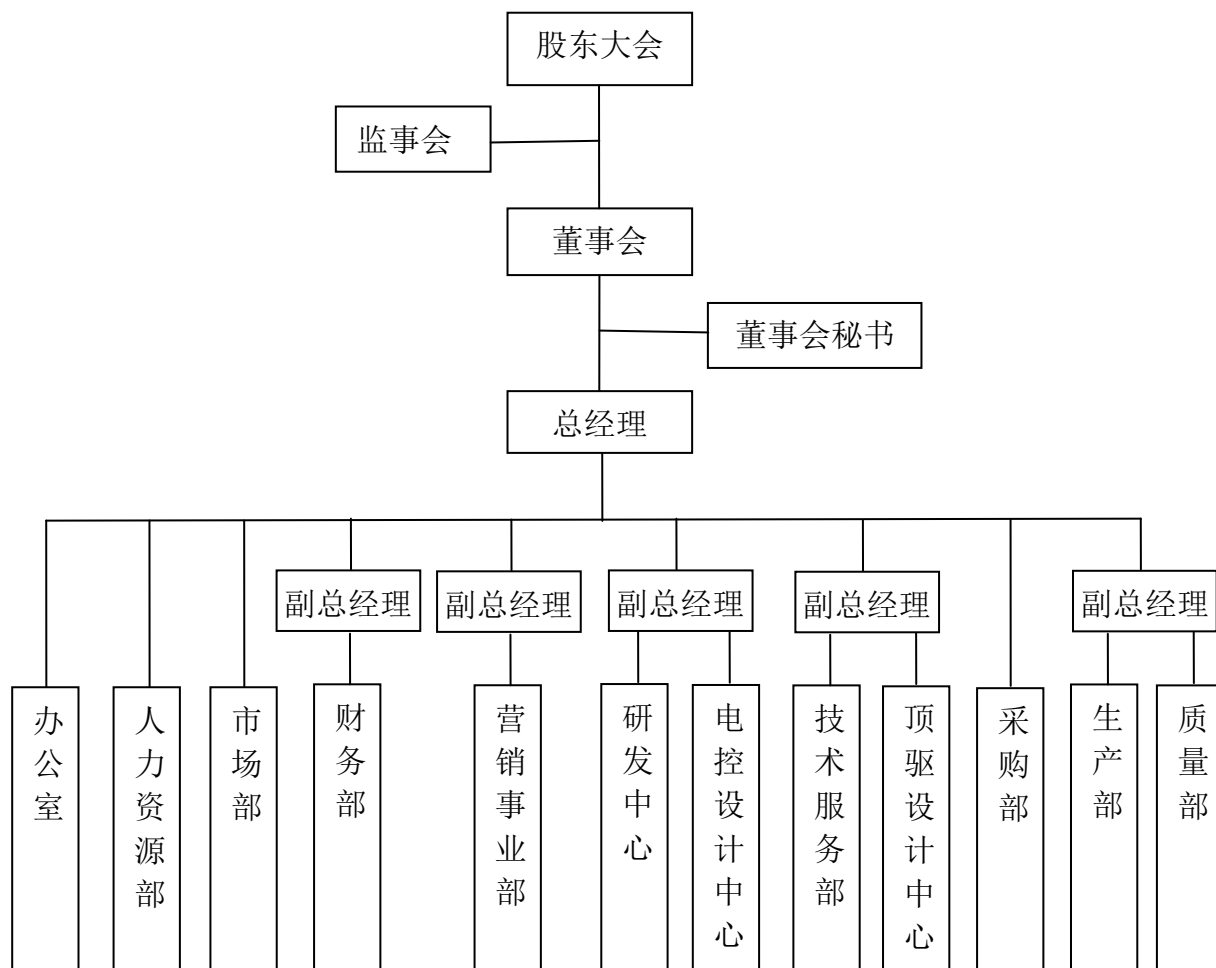 股东大会
监事会
董事会
董事会秘书
总经理
副总经理
副总经理
副总经理
副总经理
副总经理
办公室
人力资源部
市场部
财务部
营销事业部
研发中心
电控设计中心
技术服务部
顶驱设计中心
采购部
生产部
质量部